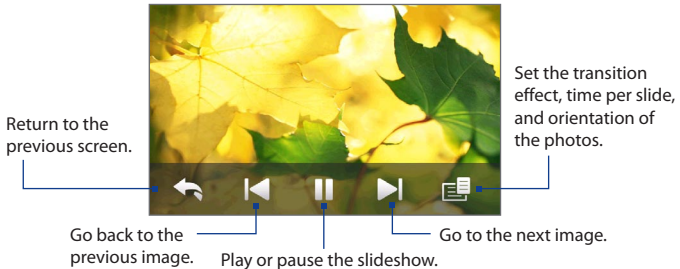 Return to the
previous screen.
Go back to the
previous image.
Play or pause the slideshow.
Go to the next image.
Set the transition
effect, time per slide,
and orientation of
the photos.